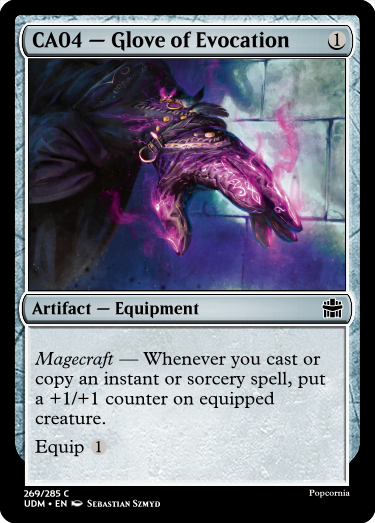 CA04 — Glove of Evocation 1
Artifact — Equipment
Magecraft — Whenever you cast or
copy an instant or sorcery spell, put
a +1/+1 counter on equipped
creature.
Equip 1
269/285 C
Popcornia
UDM • EN Sebastian Szmyd